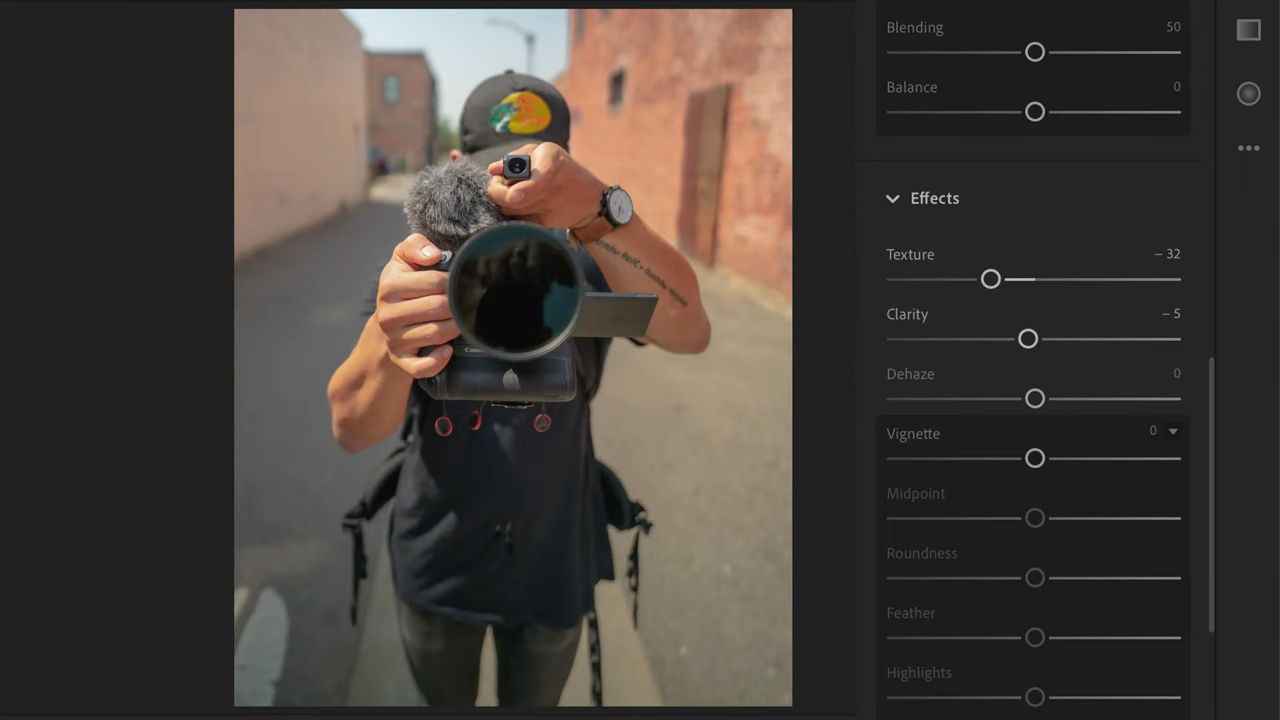 Blending 50
Balance 0
Effects
Texture – 32
Clarity – 5
Dehaze 0
Vignette 0
Midpoint
Roundness
Feather
Highlights